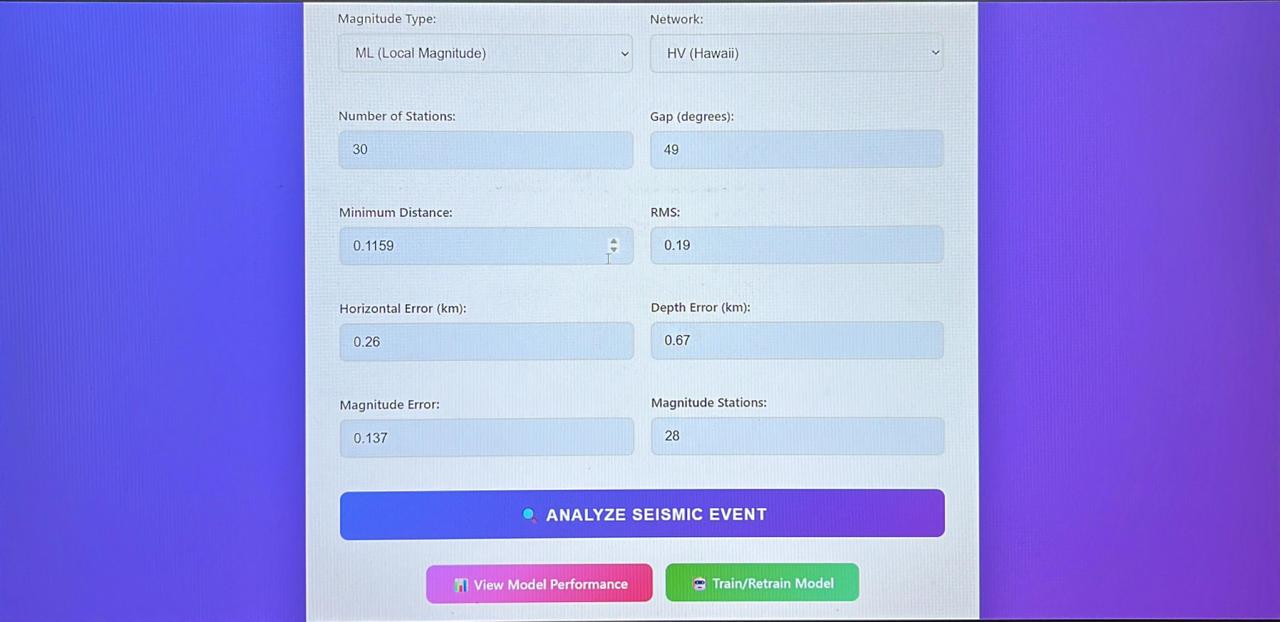 Magnitude Type: Network:
ML (Local Magnitude) HV (Hawaii)
Number of Stations: Gap (degrees):
30 49
Minimum Distance: RMS:
0.1159 0.19
Horizontal Error (km): Depth Error (km):
0.26 0.67
Magnitude Error: Magnitude Stations:
0.137 28
ANALYZE SEISMIC EVENT
View Model Performance Train/Retrain Model